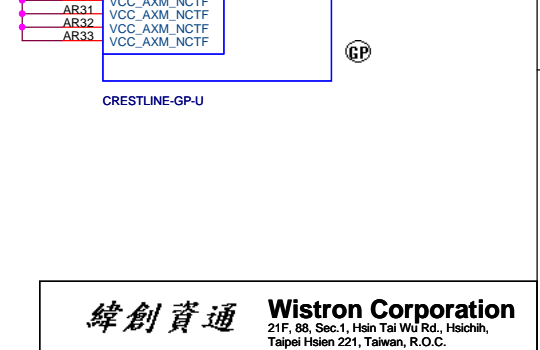 VCC_AXM_NCTF
AR31 VCC_AXM_NCTF
AR32 VCC_AXM_NCTF
AR33 VCC_AXM_NCTF
GP
CRESTLINE-GP-U
緯創資通
Wistron Corporation
21F, 88, Sec.1, Hsin Tai Wu Rd., Hsichih,
Taipei Hsien 221, Taiwan, R.O.C.